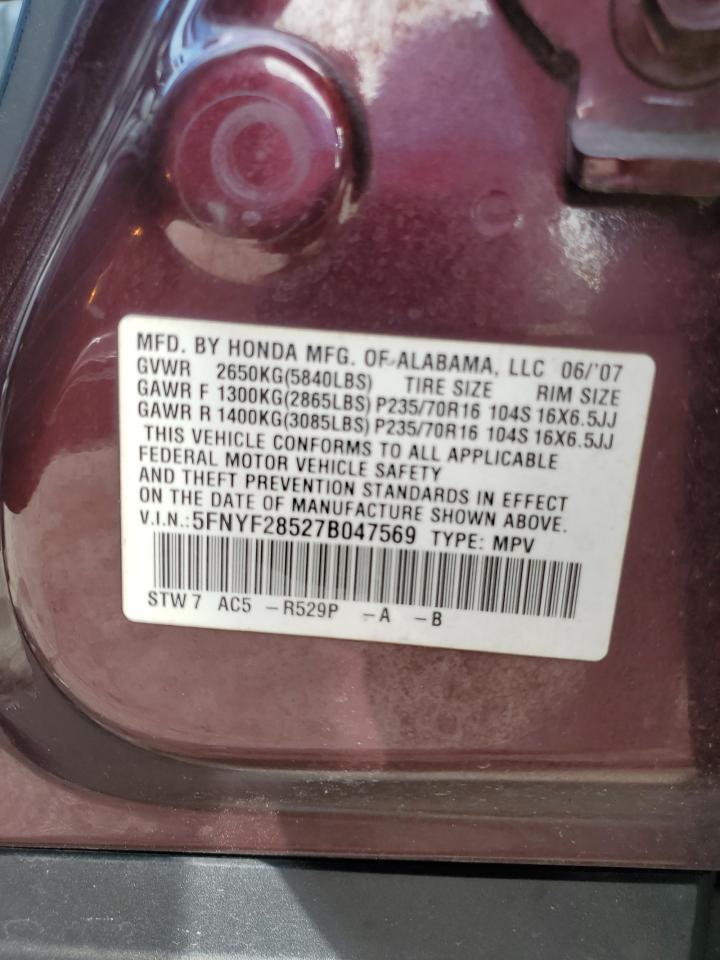 MFD. BY HONDA MFG. OF ALABAMA, LLC 06/'07
GVWR 2650KG(5840LBS) TIRE SIZE RIM SIZE
GAWR F 1300KG(2865LBS) P235/70R16 104S 16X6.5JJ
GAWR R 1400KG(3085LBS) P235/70R16 104S 16X6.5JJ
THIS VEHICLE CONFORMS TO ALL APPLICABLE
FEDERAL MOTOR VEHICLE SAFETY
AND THEFT PREVENTION STANDARDS IN EFFECT
ON THE DATE OF MANUFACTURE SHOWN ABOVE.
V.I.N.:5FNYF28527B047569 TYPE: MPV
STW7 AC5 -R529P -A -B